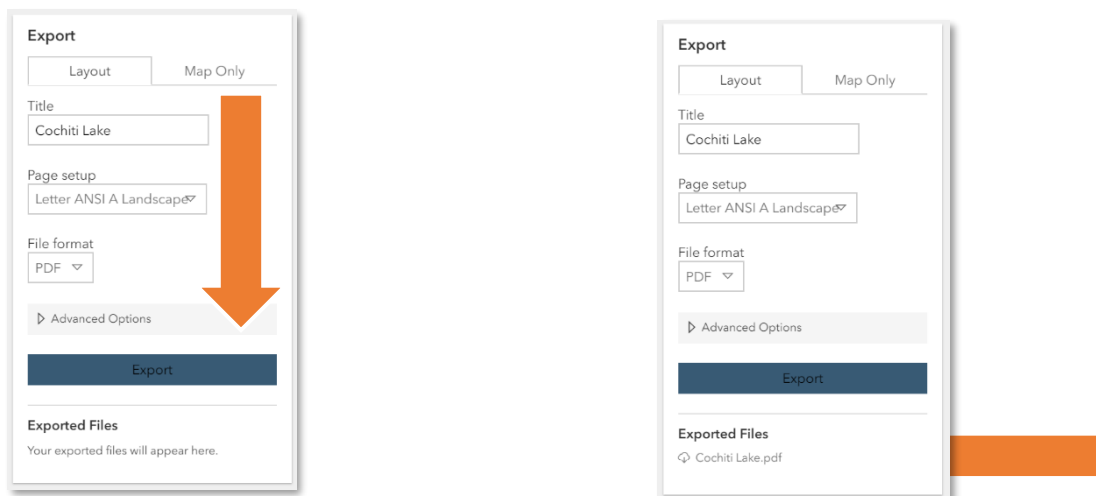 Export
Layout Map Only
Title
Cochiti Lake
Page setup
Letter ANSI A Landscape
File format
PDF
Advanced Options
Export
Exported Files
Your exported files will appear here.
Export
Layout Map Only
Title
Cochiti Lake
Page setup
Letter ANSI A Landscape
File format
PDF
Advanced Options
Export
Exported Files
Cochiti Lake.pdf